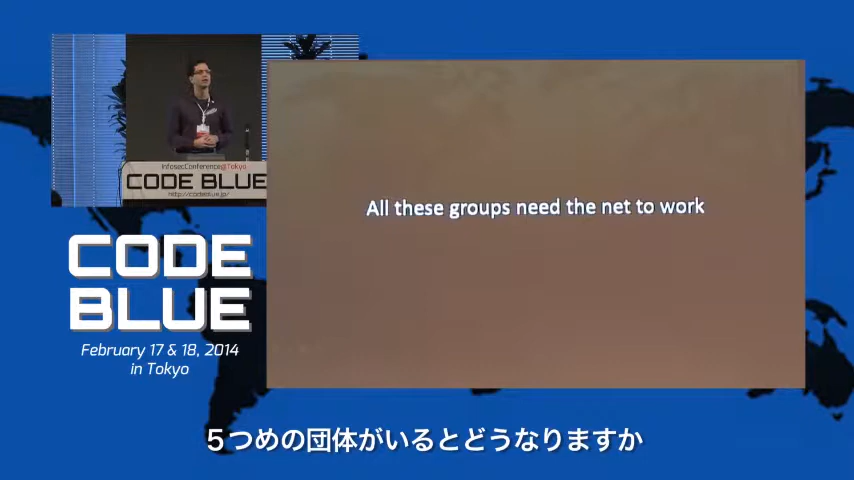 InfosecConference@Tokyo
CODE BLUE
http://codeblue.jp/
All these groups need the net to work
CODE
BLUE
February 17 & 18, 2014
in Tokyo
5つめの団体がいるとどうなりますか